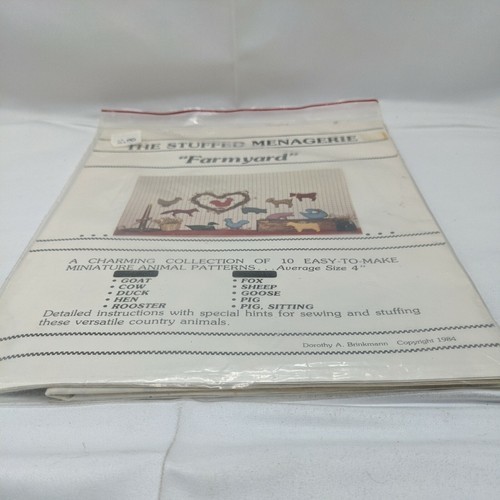 THE STUFFED MENAGERIE
"Farmyard"
A CHARMING COLLECTION OF 10 EASY-TO-MAKE
MINIATURE ANIMAL PATTERNS. . . Average Size 4"
• GOAT
• COW
• DUCK
• HEN
• ROOSTER
• FOX
• SHEEP
• GOOSE
• PIG
• PIG, SITTING
Detailed instructions with special hints for sewing and stuffing
these versatile country animals.
Dorothy A. Brinkmann Copyright 1984